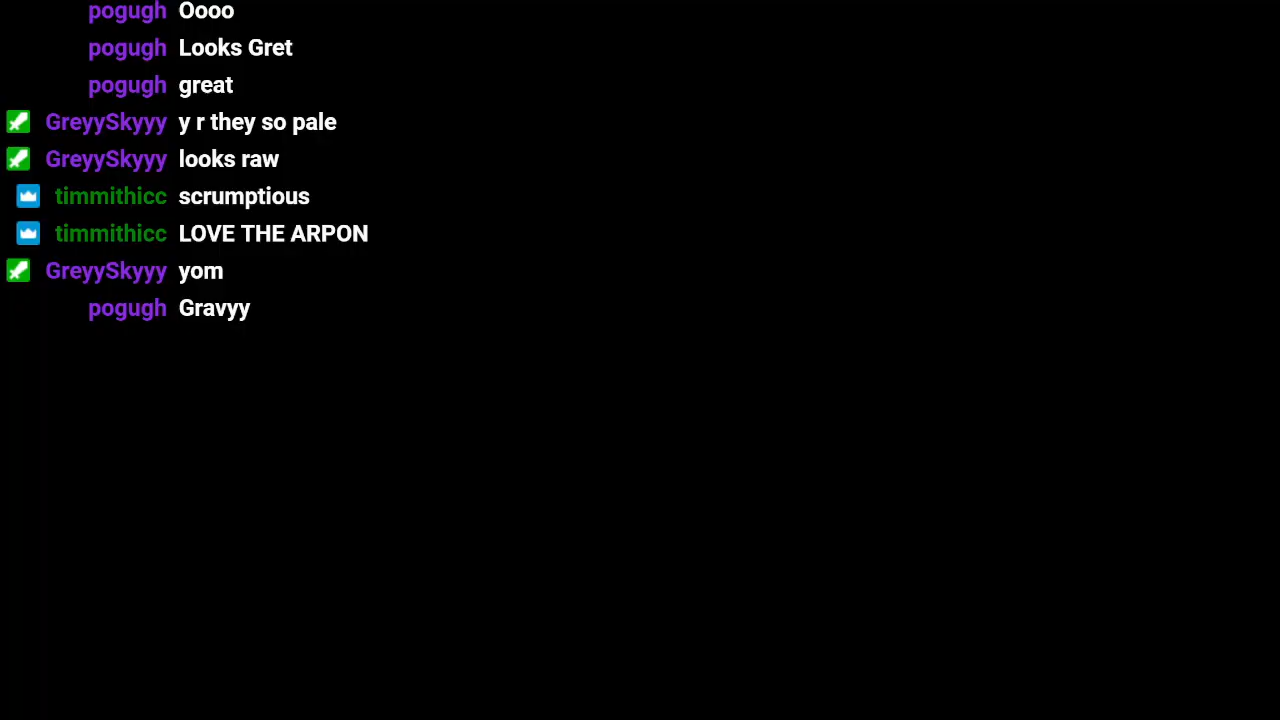 pogugh Oooo
pogugh Looks Gret
pogugh great
GreyySkyyy y r they so pale
GreyySkyyy looks raw
timmithicc scrumptious
timmithicc LOVE THE ARPON
GreyySkyyy yom
pogugh Gravyy